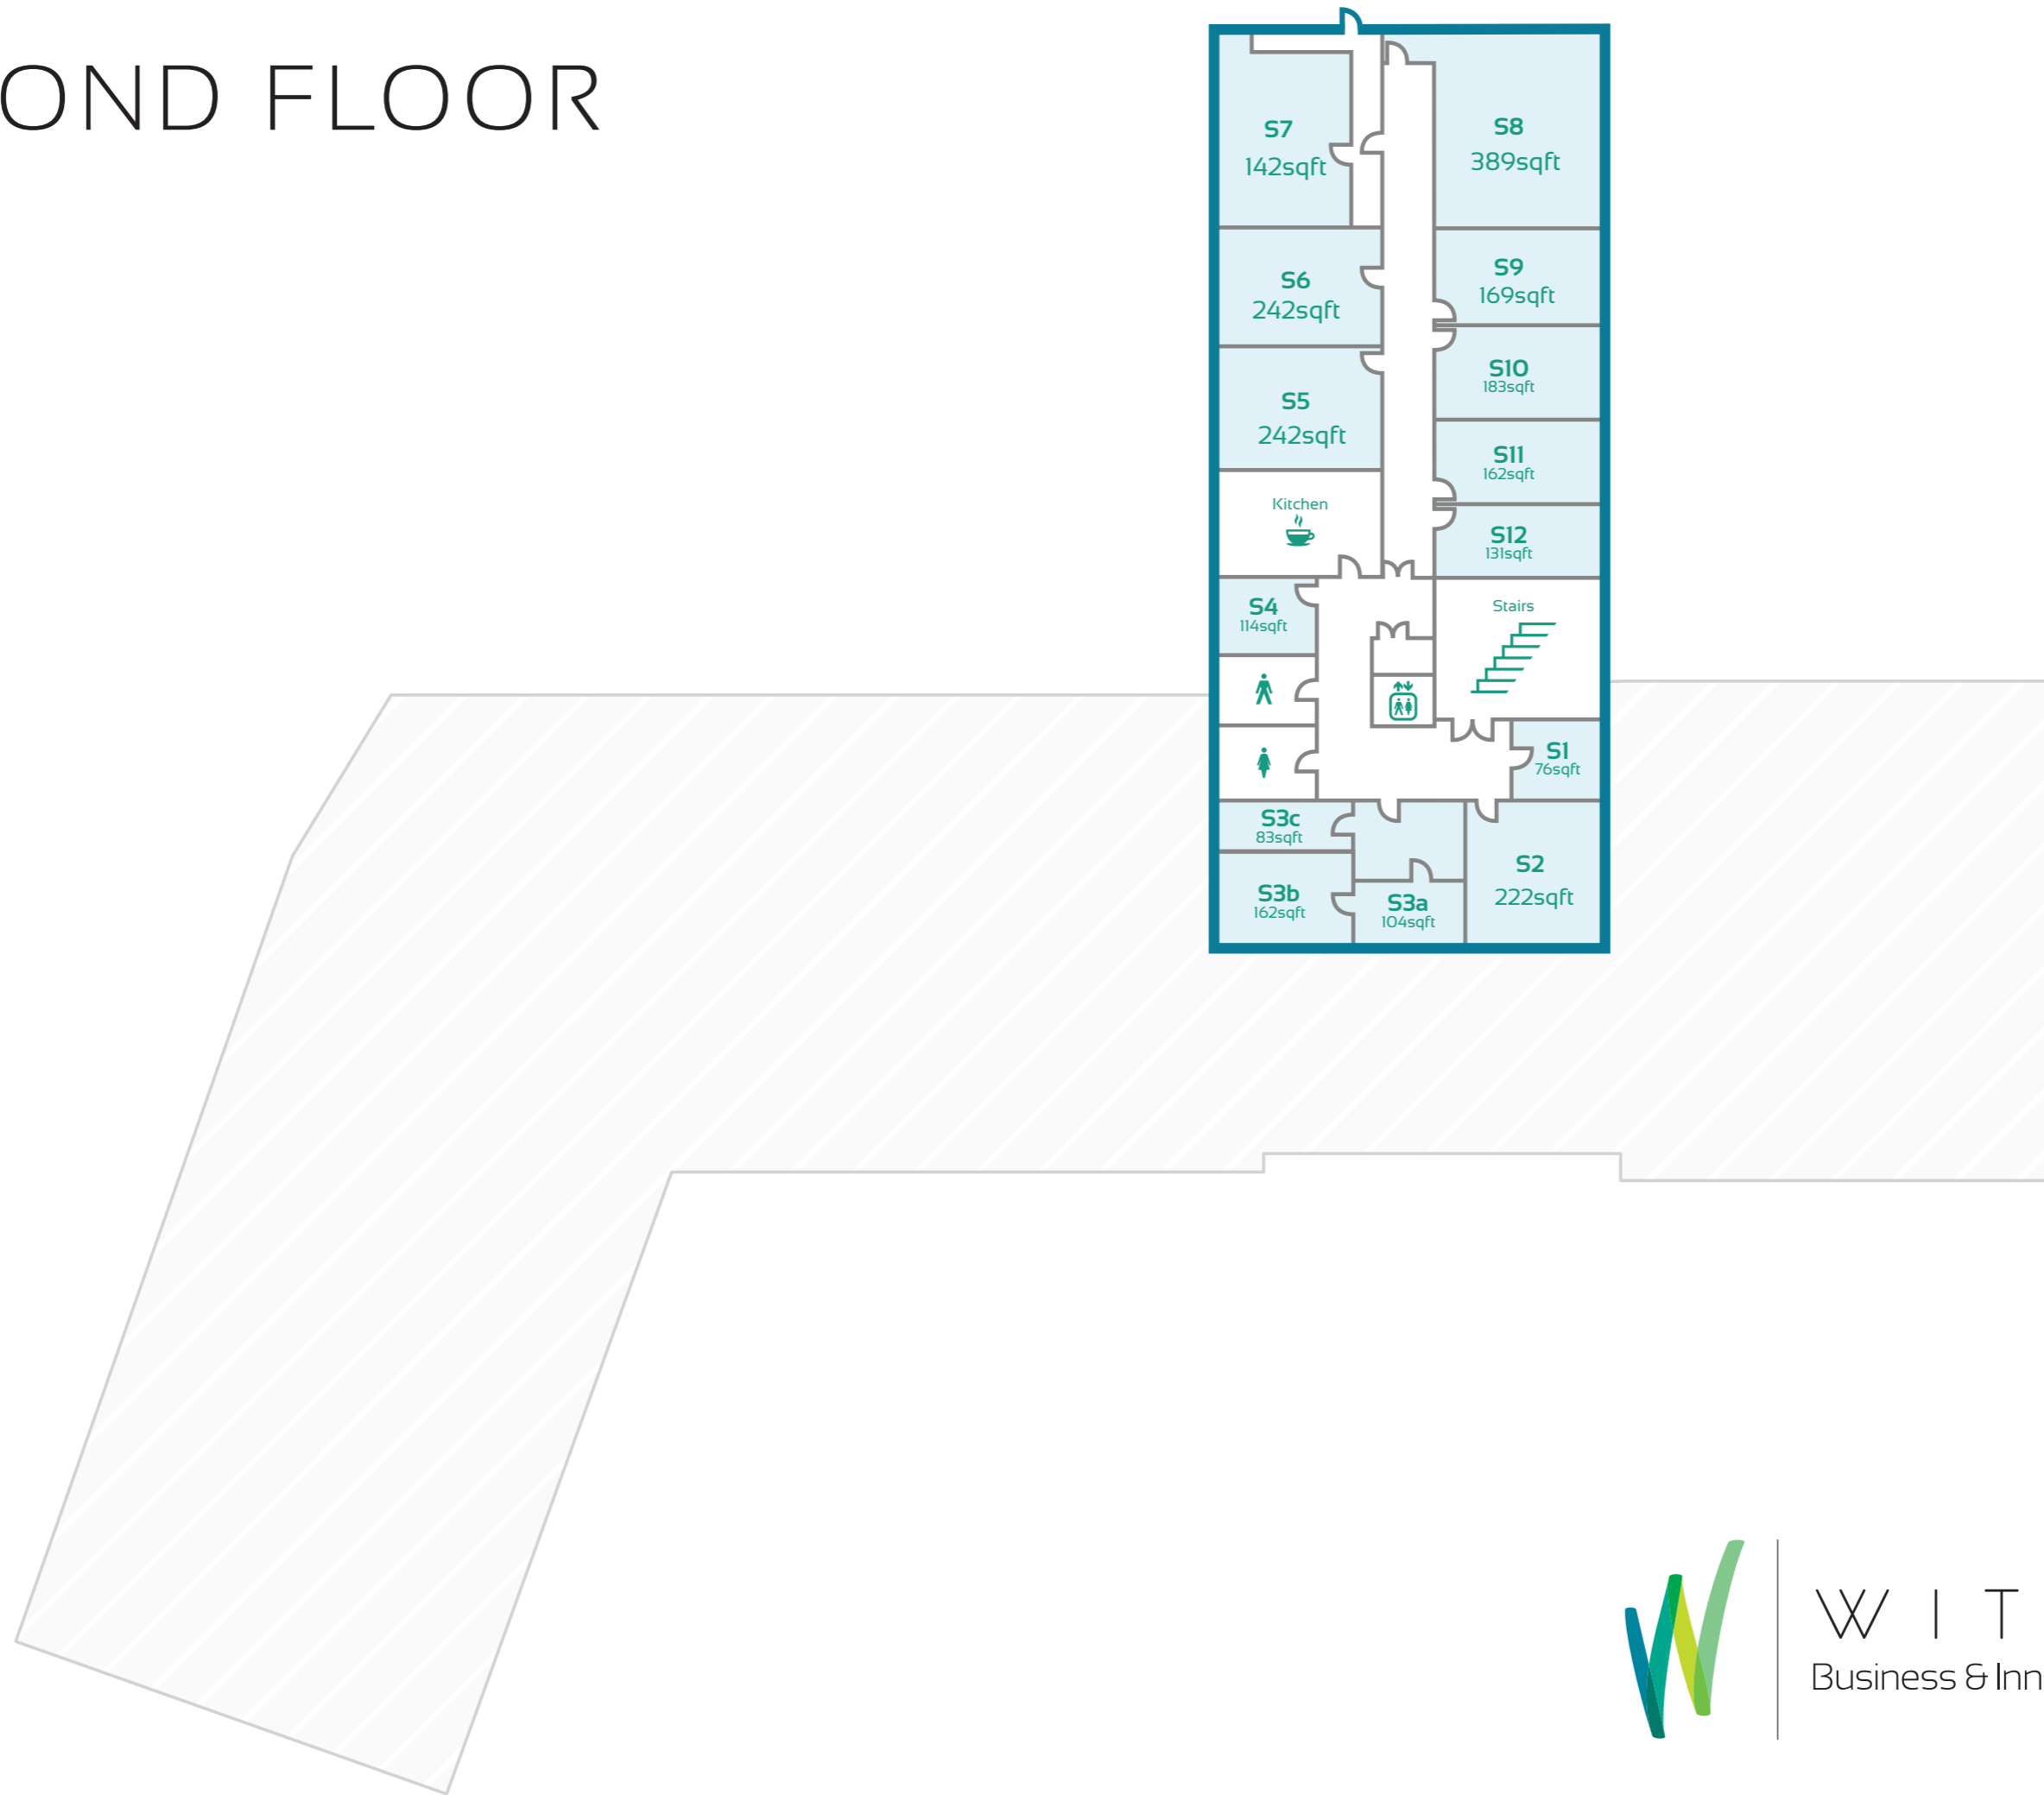 OND FLOOR
S7
142sqft
S8
389sqft
S6
242sqft
S9
169sqft
S5
242sqft
S10
183sqft
S11
162sqft
Kitchen
S12
131sqft
S4
114sqft
Stairs
S1
76sqft
S3c
83sqft
S2
222sqft
S3b
162sqft
S3a
104sqft
WIT
Business & Inn